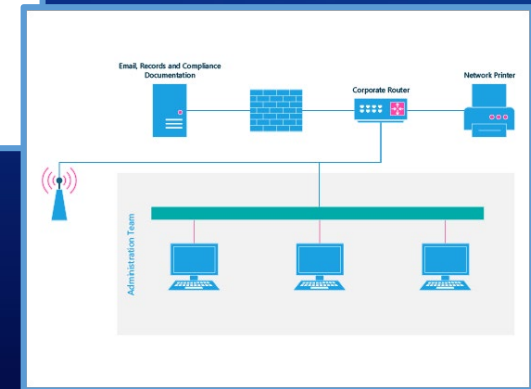 Email, Records and Compliance
Documentation
Corporate Router
Network Printer
Administration Team